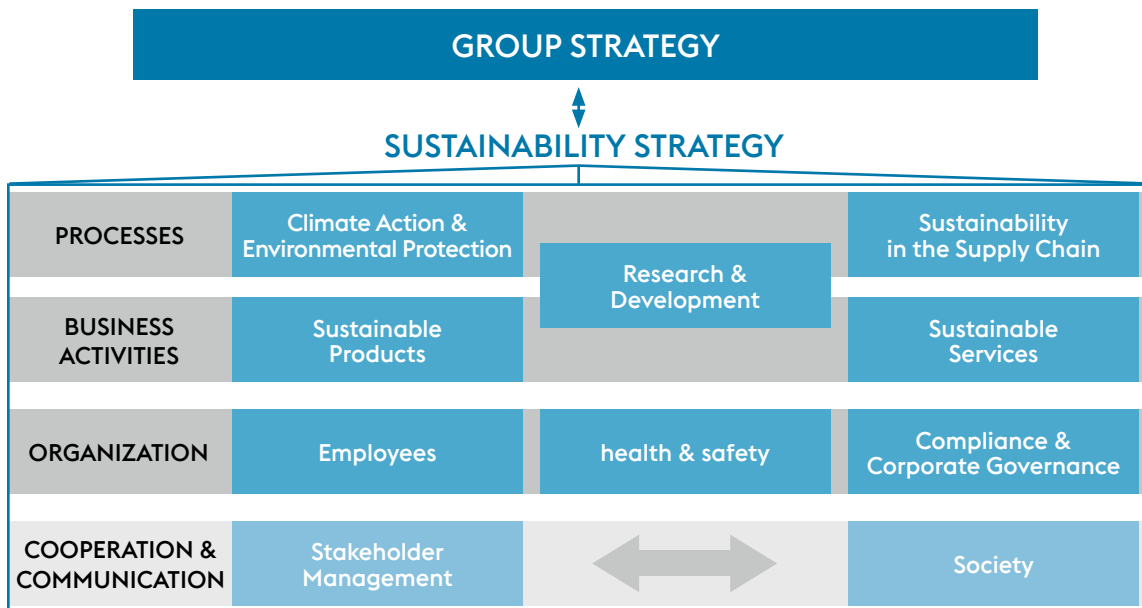 GROUP STRATEGY
SUSTAINABILITY STRATEGY
PROCESSES
Climate Action &
Environmental Protection
Research &
Development
Sustainability
in the Supply Chain
BUSINESS
ACTIVITIES
Sustainable
Products
Sustainable
Services
ORGANIZATION
Employees
health & safety
Compliance &
Corporate Governance
COOPERATION &
COMMUNICATION
Stakeholder
Management
Society